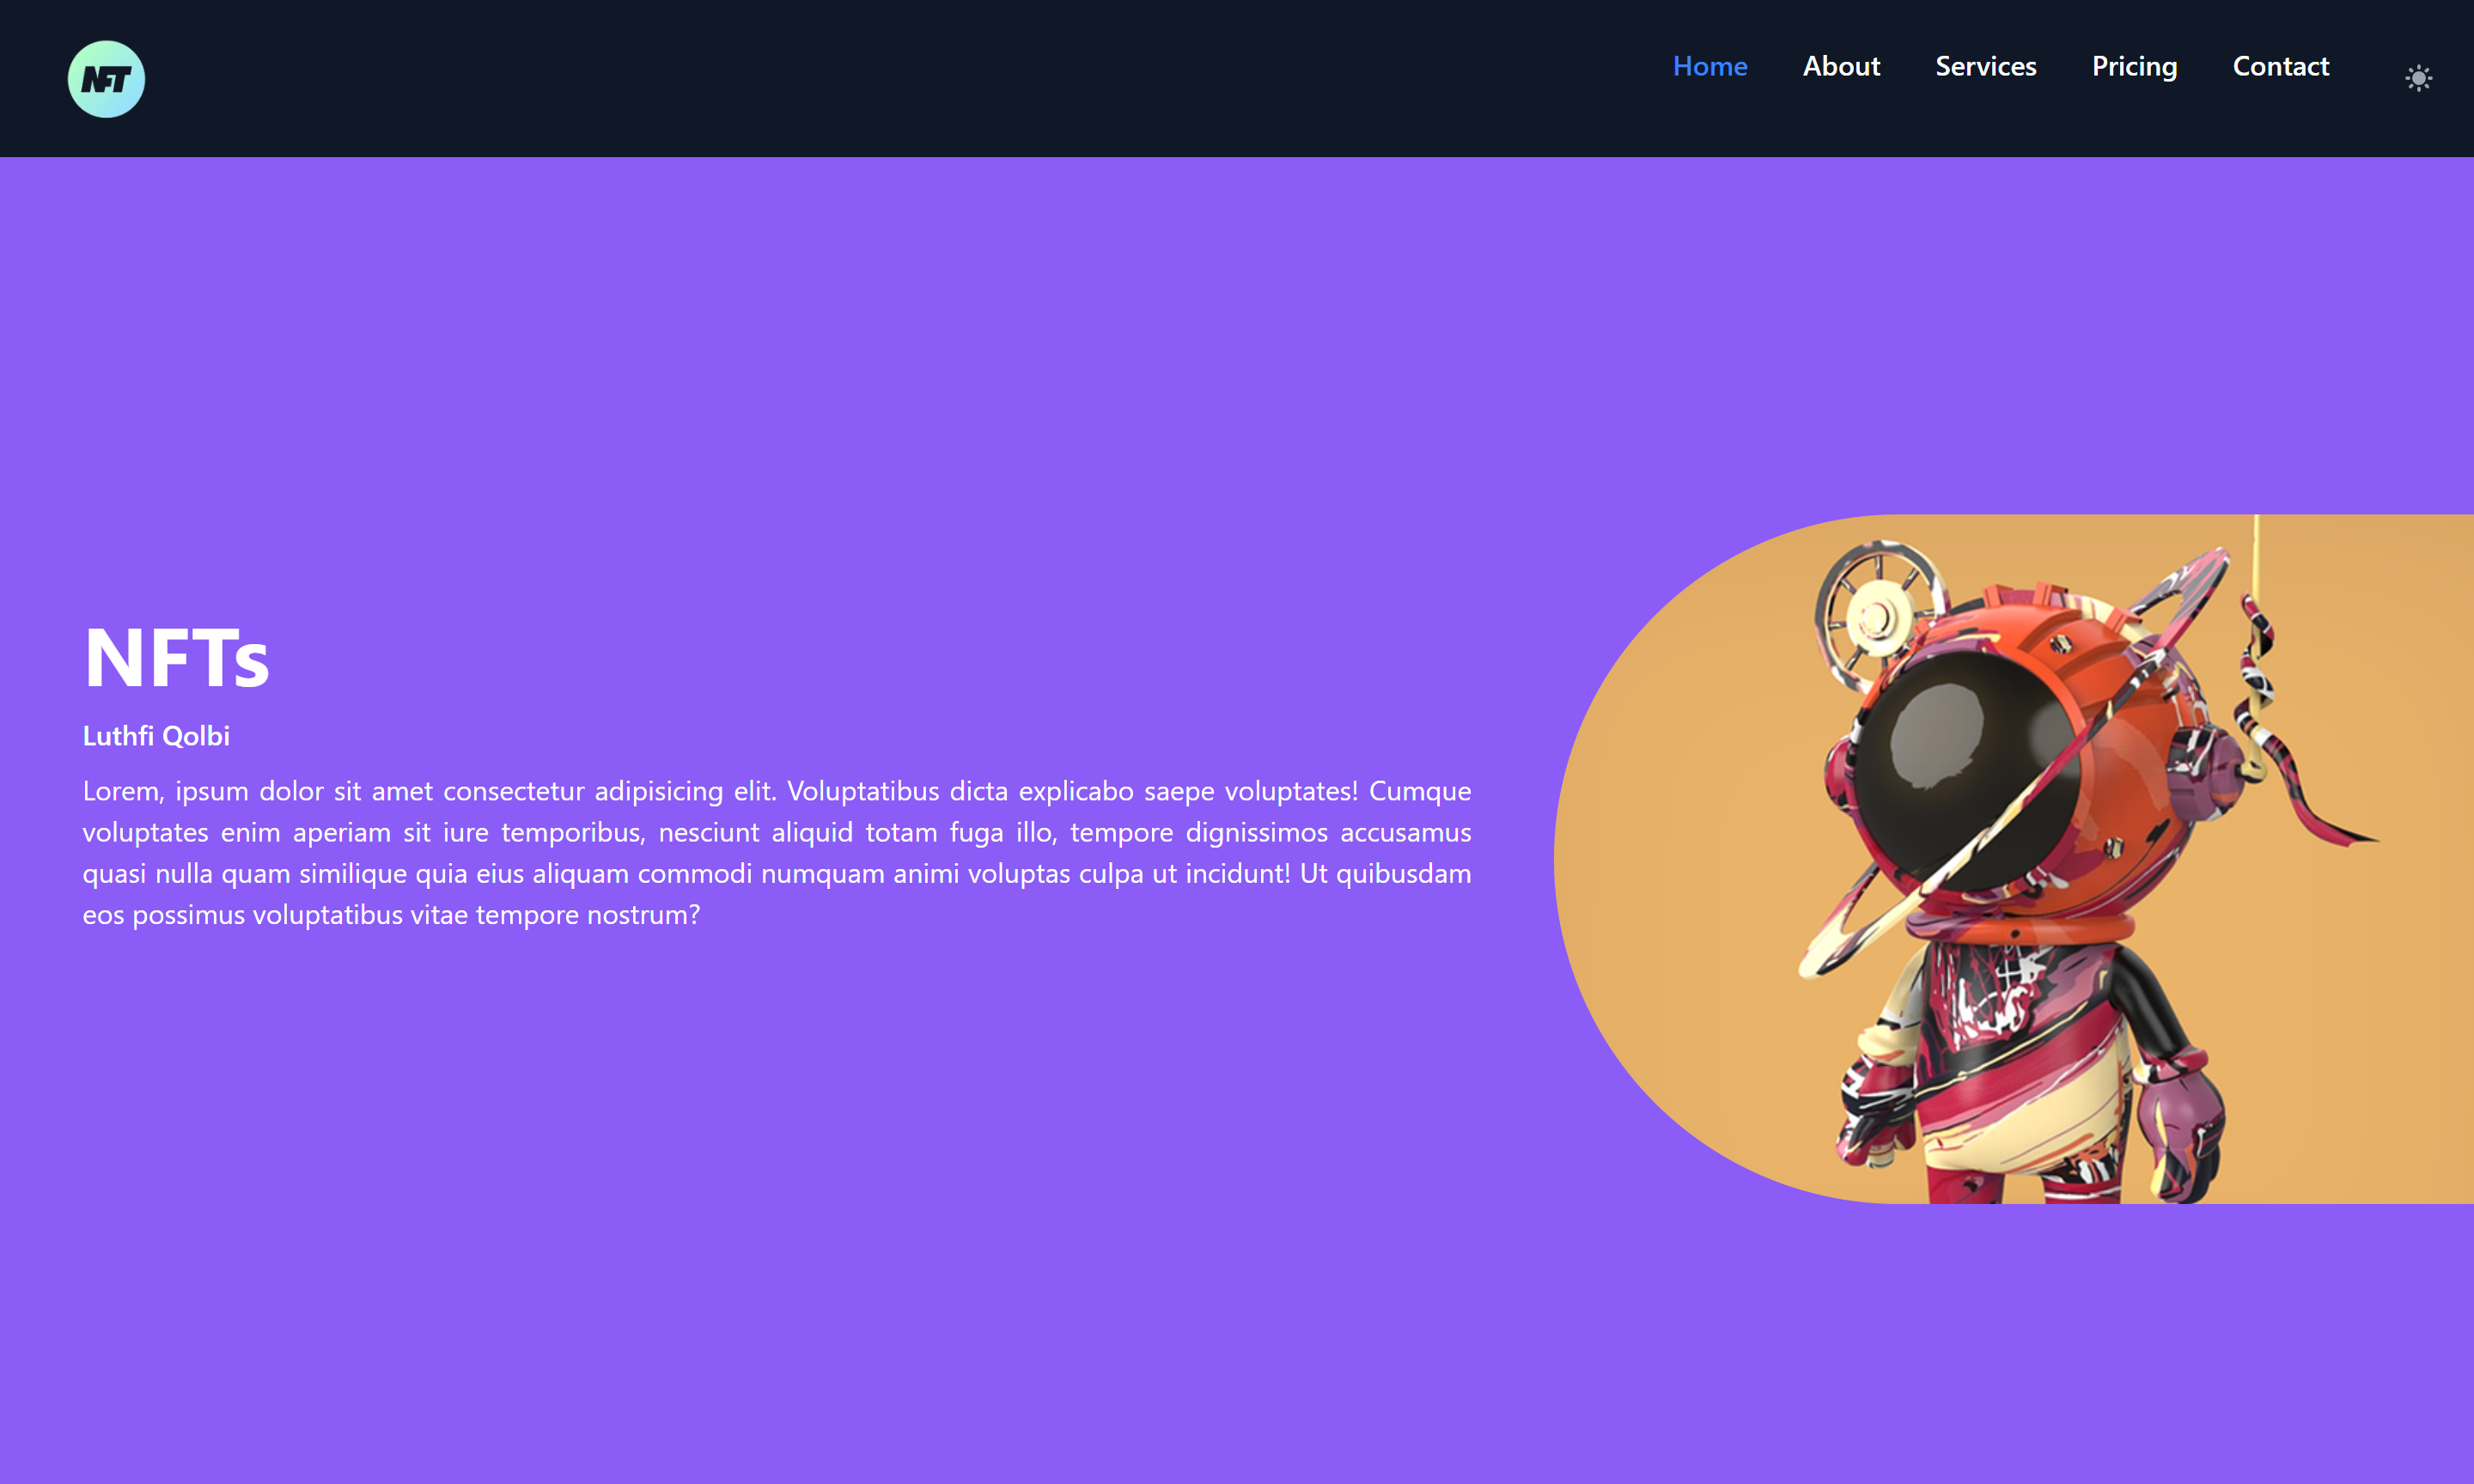 NFT
Home About Services Pricing Contact
NFTs
Luthfi Qolbi
Lorem, ipsum dolor sit amet consectetur adipisicing elit. Voluptatibus dicta explicabo saepe voluptates! Cumque
voluptates enim aperiam sit iure temporibus, nesciunt aliquid totam fuga illo, tempore dignissimos accusamus
quasi nulla quam similique quia eius aliquam commodi numquam animi voluptas culpa ut incidunt! Ut quibusdam
eos possimus voluptatibus vitae tempore nostrum?